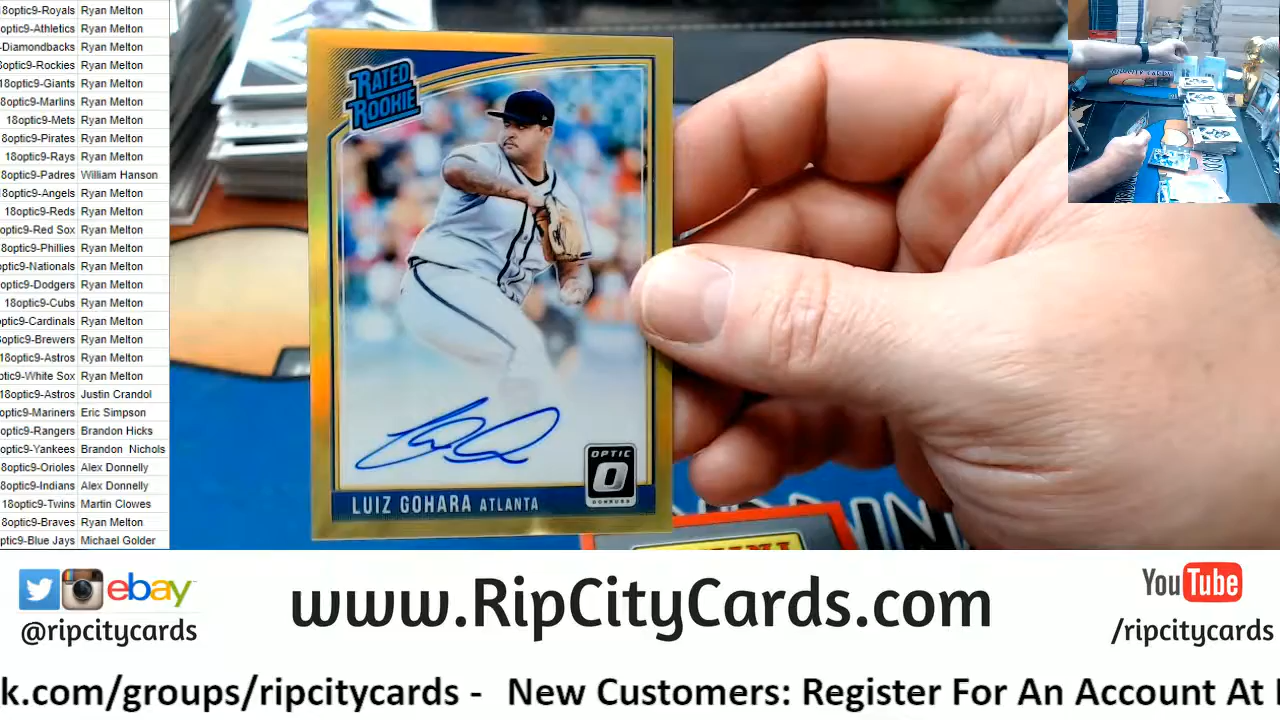 8optic9-Royals Ryan Melton
optic9-Athletics Ryan Melton
-Diamondbacks Ryan Melton
8optic9-Rockies Ryan Melton
18optic9-Giants Ryan Melton
8optic9-Marlins Ryan Melton
18optic9-Mets Ryan Melton
8optic9-Pirates Ryan Melton
18optic9-Rays Ryan Melton
8optic9-Padres William Hanson
18optic9-Angels Ryan Melton
18optic9-Reds Ryan Melton
optic9-Red Sox Ryan Melton
8optic9-Phillies Ryan Melton
optic9-Nationals Ryan Melton
optic9-Dodgers Ryan Melton
18optic9-Cubs Ryan Melton
optic9-Cardinals Ryan Melton
optic9-Brewers Ryan Melton
18optic9-Astros Ryan Melton
ptic9-White Sox Ryan Melton
18optic9-Astros Justin Crandol
optic9-Mariners Eric Simpson
optic9-Rangers Brandon Hicks
optic9-Yankees Brandon Nichols
8optic9-Orioles Alex Donnelly
8optic9-Indians Alex Donnelly
18optic9-Twins Martin Clowes
8optic9-Braves Ryan Melton
optic9-Blue Jays Michael Golder
RATED
ROOKIE
OPTIC
DONRUSS
LUIZ GOHARA ATLANTA
PANINI
ebay
@ripcitycards
www.RipCityCards.com
YouTube
/ripcitycards
k.com/groups/ripcitycards - New Customers: Register For An Account At